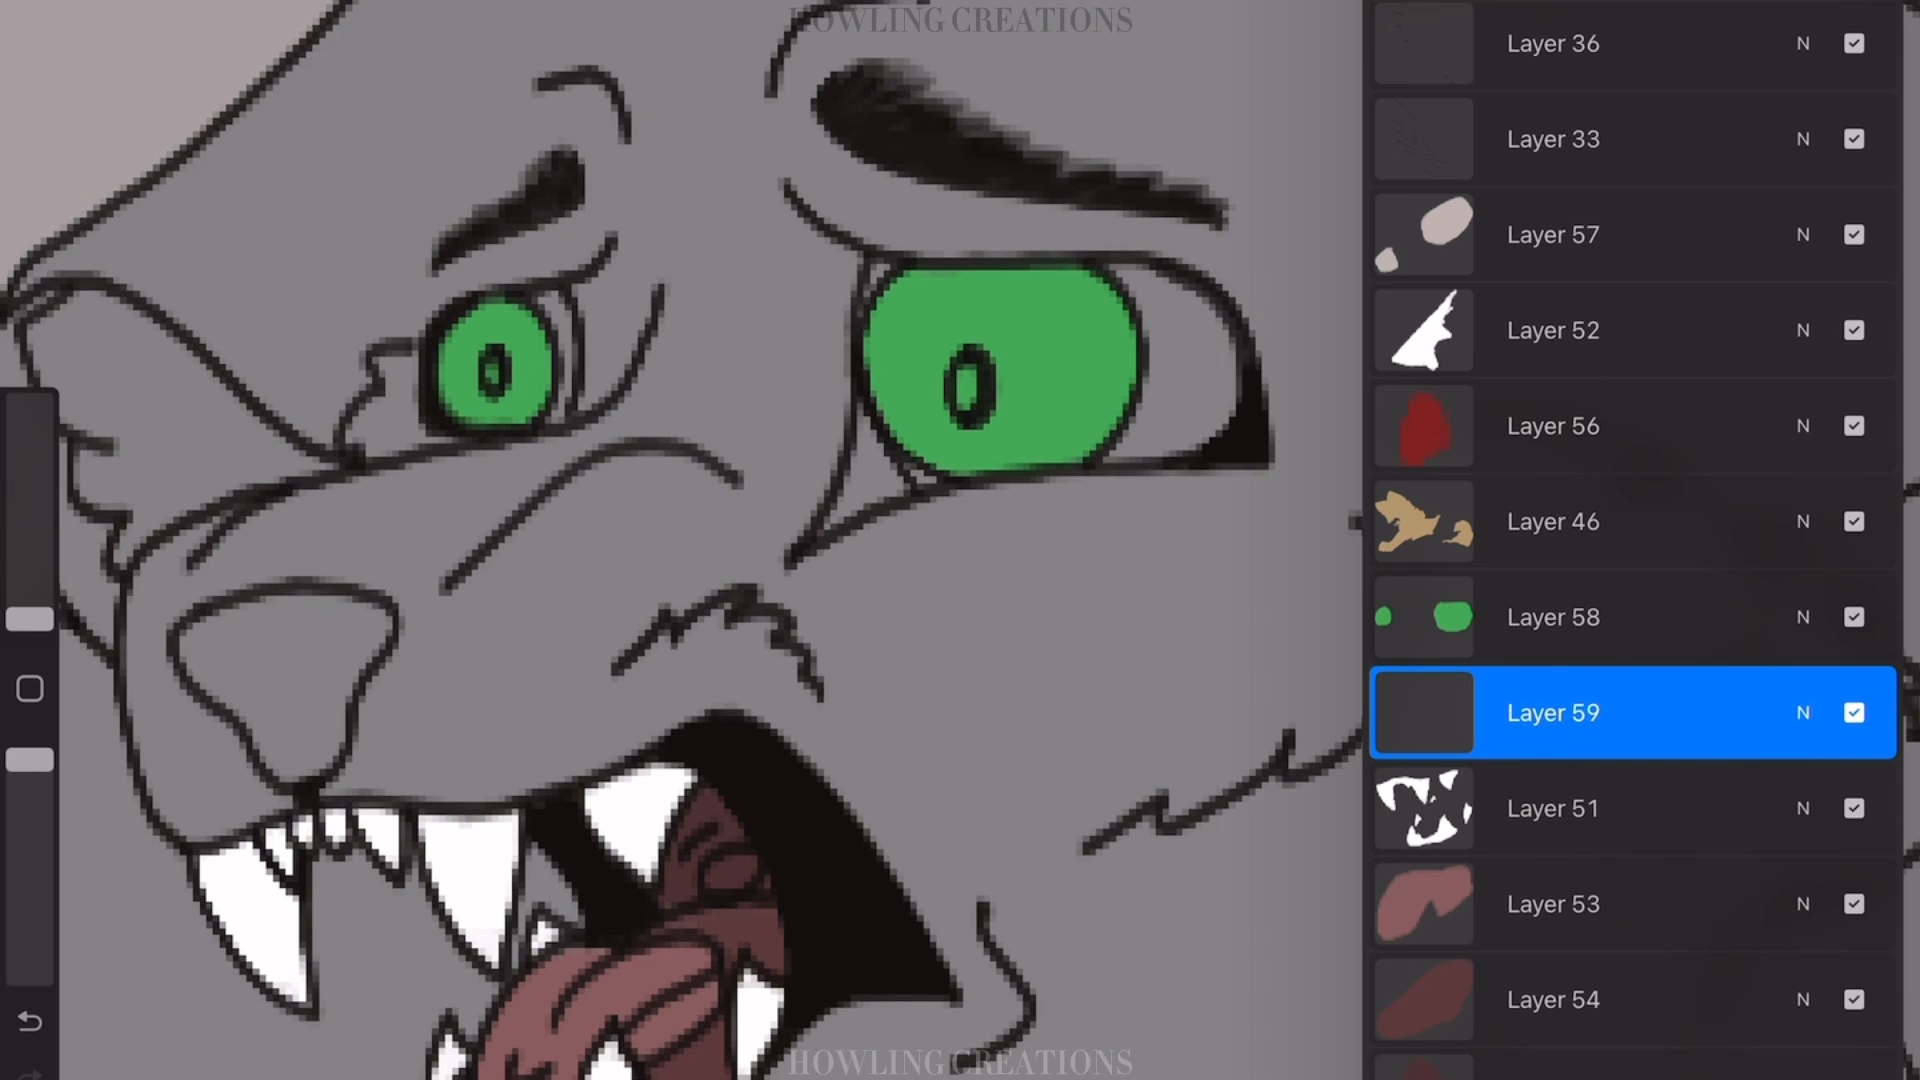 HOWLING CREATIONS
Layer 36 N
Layer 33 N
Layer 57 N
Layer 52 N
Layer 56 N
Layer 46 N
Layer 58 N
Layer 59 N
Layer 51 N
Layer 53 N
Layer 54 N
HOWLING CREATIONS